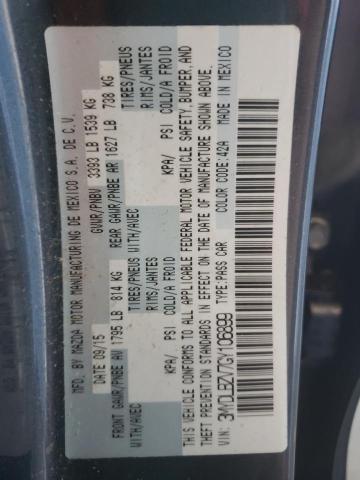 MFD. BY MAZDA MOTOR MANUFACTURING DE MEXICO S.A. DE C.V.
DATE 09/15 GVWR/PNBV 3393 LB 1539 KG
FRONT GAWR/PNBE AV 1795 LB 814 KG REAR GAWR/PNBE AR 1627 LB 738 KG
WITH/AVEC TIRES/PNEUS WITH/AVEC TIRES/PNEUS
RIMS/JANTES RIMS/JANTES
KPA/ PSI COLD/A FROID KPA/ PSI COLD/A FROID
THIS VEHICLE CONFORMS TO ALL APPLICABLE FEDERAL MOTOR VEHICLE SAFETY, BUMPER, AND
THEFT PREVENTION STANDARDS IN EFFECT ON THE DATE OF MANUFACTURE SHOWN ABOVE.
VIN: 3MYDLBZV7GY106899 TYPE:PASS CAR COLOR CODE:42A MADE IN MEXICO